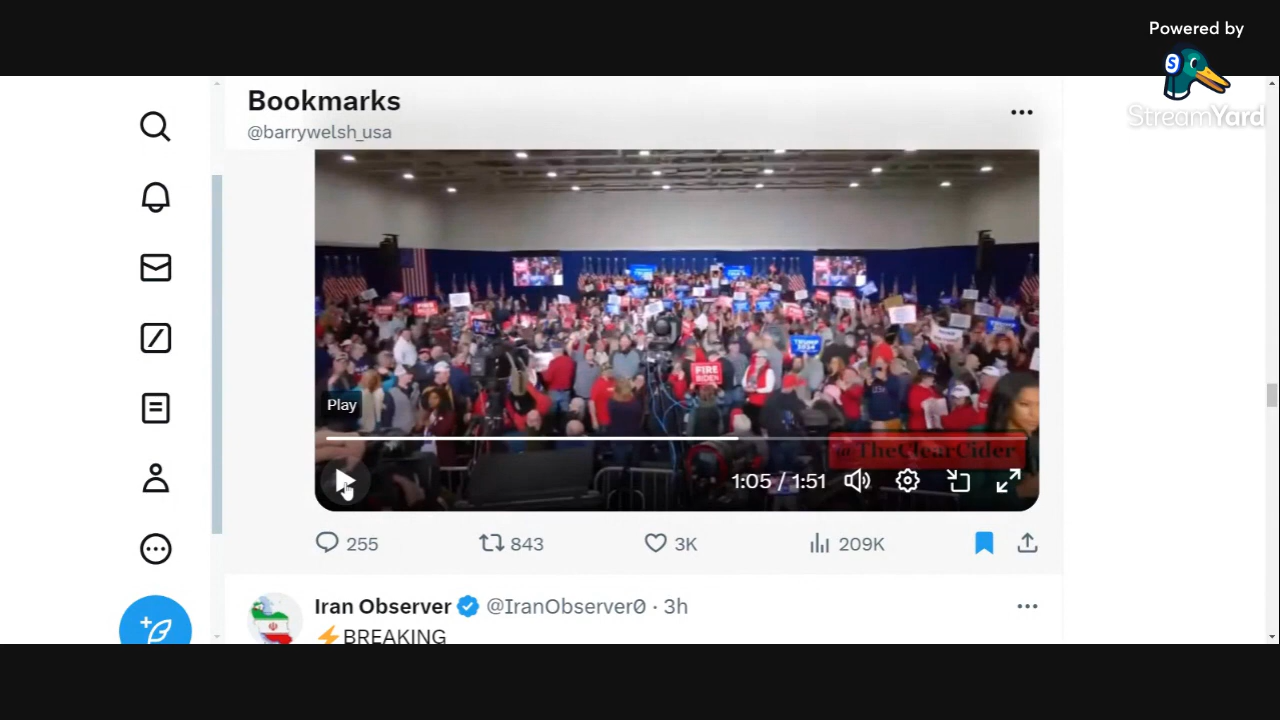 Powered by
StreamYard
Bookmarks
@barrywelsh_usa
FIRE
BIDEN
TRUMP
Play
@TheClearCider
1:05 / 1:51
255
843
3K
209K
Iran Observer @IranObserver0 · 3h
⚡BREAKING